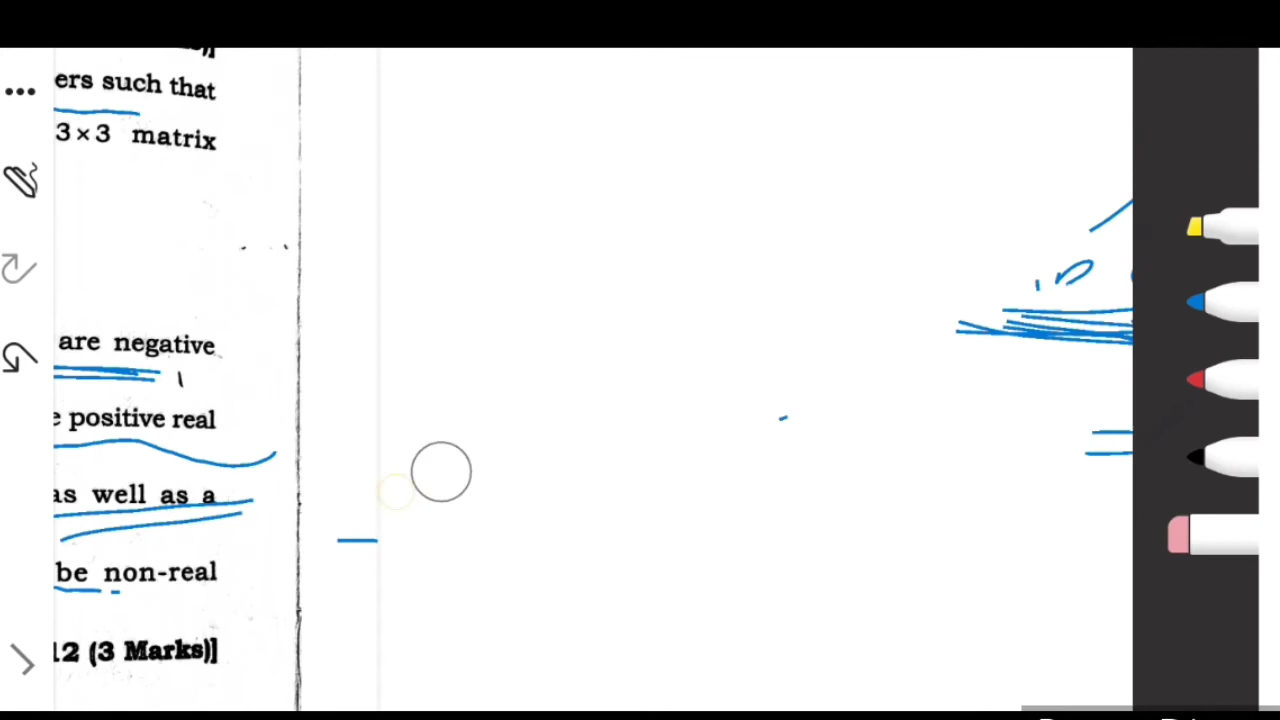 ers such that
3×3 matrix
are negative
e positive real
as well as a
be non-real
12 (3 Marks)]